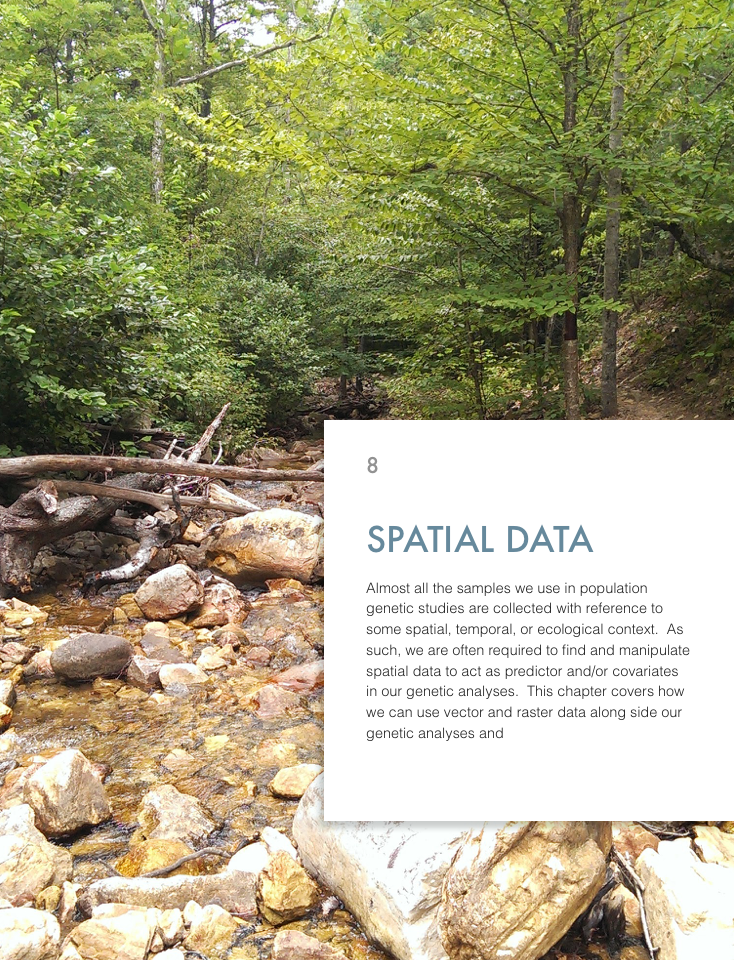 8
SPATIAL DATA
Almost all the samples we use in population
genetic studies are collected with reference to
some spatial, temporal, or ecological context.  As
such, we are often required to find and manipulate
spatial data to act as predictor and/or covariates
in our genetic analyses.  This chapter covers how
we can use vector and raster data along side our
genetic analyses and